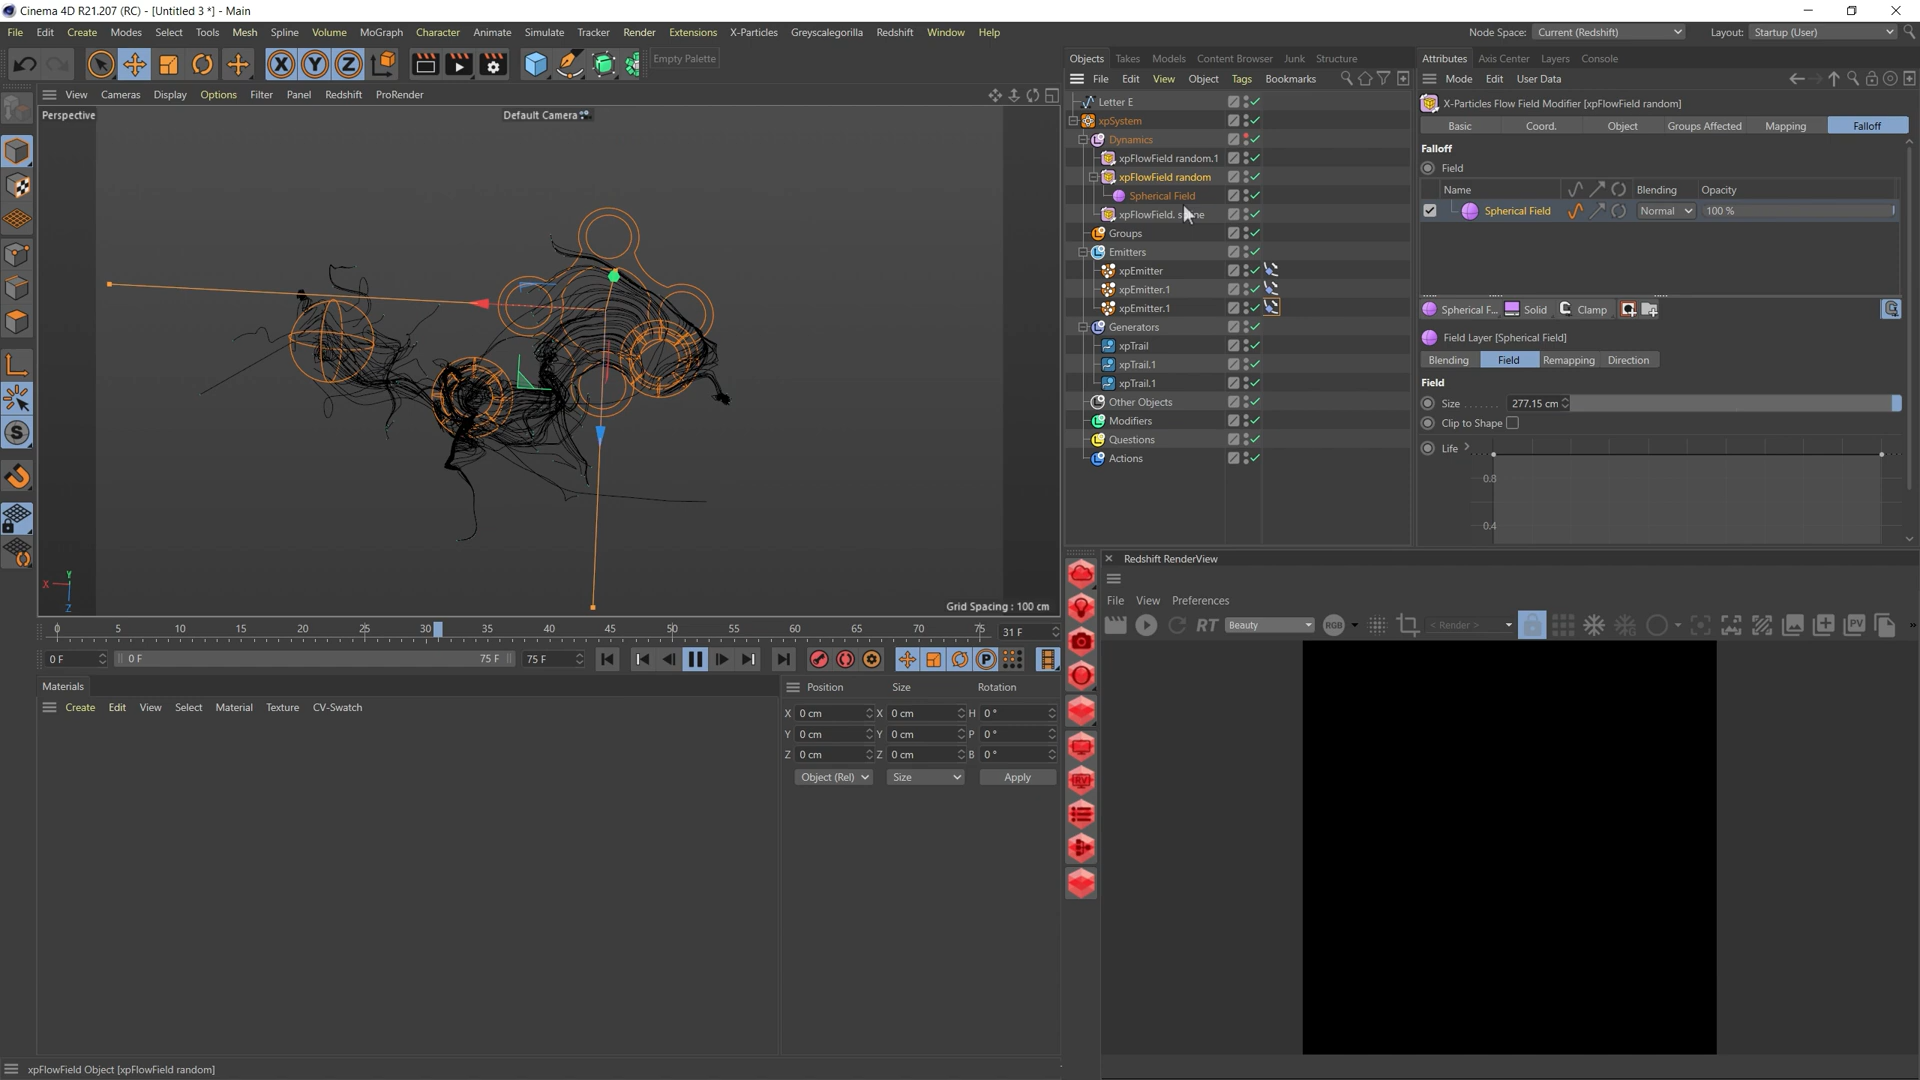 Cinema 4D R21.207 (RC) - [Untitled 3 *] - Main
File Edit Create Modes Select Tools Mesh Spline Volume MoGraph Character Animate Simulate Tracker Render Extensions X-Particles Greyscalegorilla Redshift Window Help
Node Space: Current (Redshift) Layout: Startup (User)
Empty Palette
Objects Takes Models Content Browser Junk Structure
Attributes Axis Center Layers Console
File Edit View Object Tags Bookmarks
Mode Edit User Data
View Cameras Display Options Filter Panel Redshift ProRender
Perspective
Default Camera
Letter E
xpSystem
Dynamics
xpFlowField random.1
xpFlowField random
Spherical Field
Groups
Emitters
xpEmitter
xpEmitter.1
xpEmitter.1
Generators
xpTrail
xpTrail.1
xpTrail.1
Other Objects
Modifiers
Questions
Actions
X-Particles Flow Field Modifier [xpFlowField random]
Basic Coord. Object Groups Affected Mapping Falloff
Falloff
Field
Name Blending Opacity
Spherical Field Normal 100 %
Spherical F... Solid Clamp
Field Layer [Spherical Field]
Blending Field Remapping Direction
Field
Size 277.15 cm
Clip to Shape
Life
0.8
0.4
X Y Z
Grid Spacing : 100 cm
0 5 10 15 20 25 30 35 40 45 50 55 60 65 70 75 31 F
0 F 0 F 75 F 75 F
Redshift RenderView
File View Preferences
RT Beauty RGB < Render > PV
RV
Materials
Create Edit View Select Material Texture CV-Swatch
Position Size Rotation
X 0 cm X 0 cm H 0 °
Y 0 cm Y 0 cm P 0 °
Z 0 cm Z 0 cm B 0 °
Object (Rel) Size Apply
xpFlowField Object [xpFlowField random]